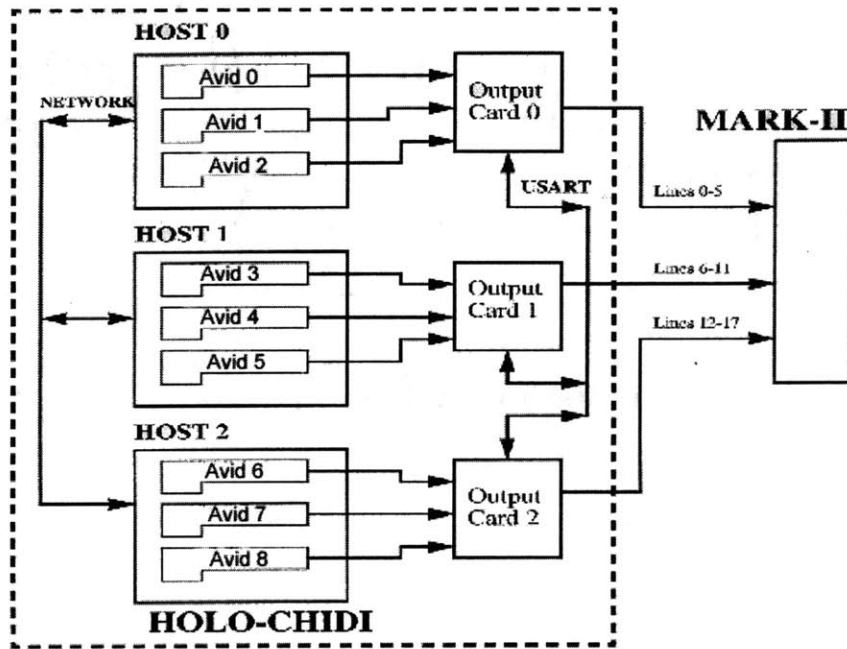 HOST 0
Avid 0
Avid 1
Avid 2
NETWORK
Output
Card 0
MARK-II
USART
Lines 0-5
HOST 1
Avid 3
Avid 4
Avid 5
Output
Card 1
Lines 6-11
Lines 12-17
HOST 2
Avid 6
Avid 7
Avid 8
Output
Card 2
HOLO-CHIDI